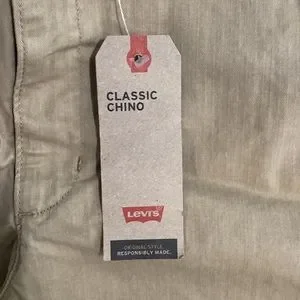 CLASSIC
CHINO
Levi's
ORIGINAL STYLE.
RESPONSIBLY MADE.